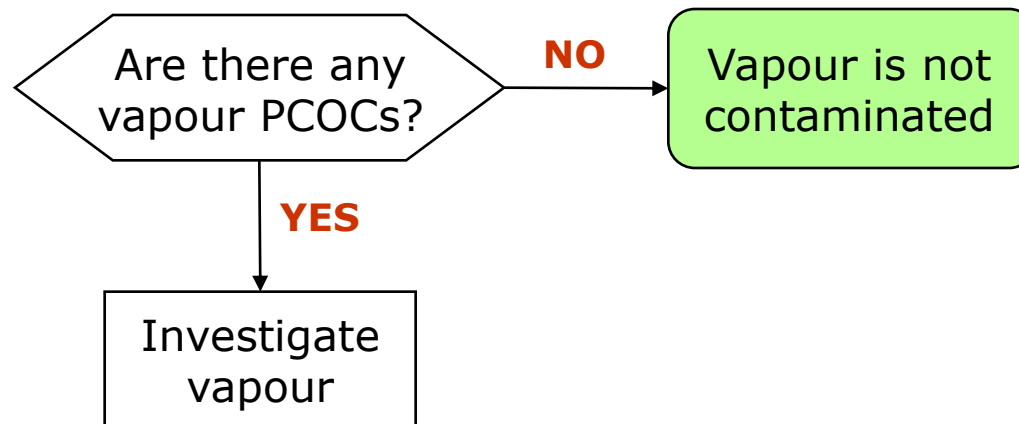 Are there any
vapour PCOCs?
NO
Vapour is not
contaminated
YES
Investigate
vapour